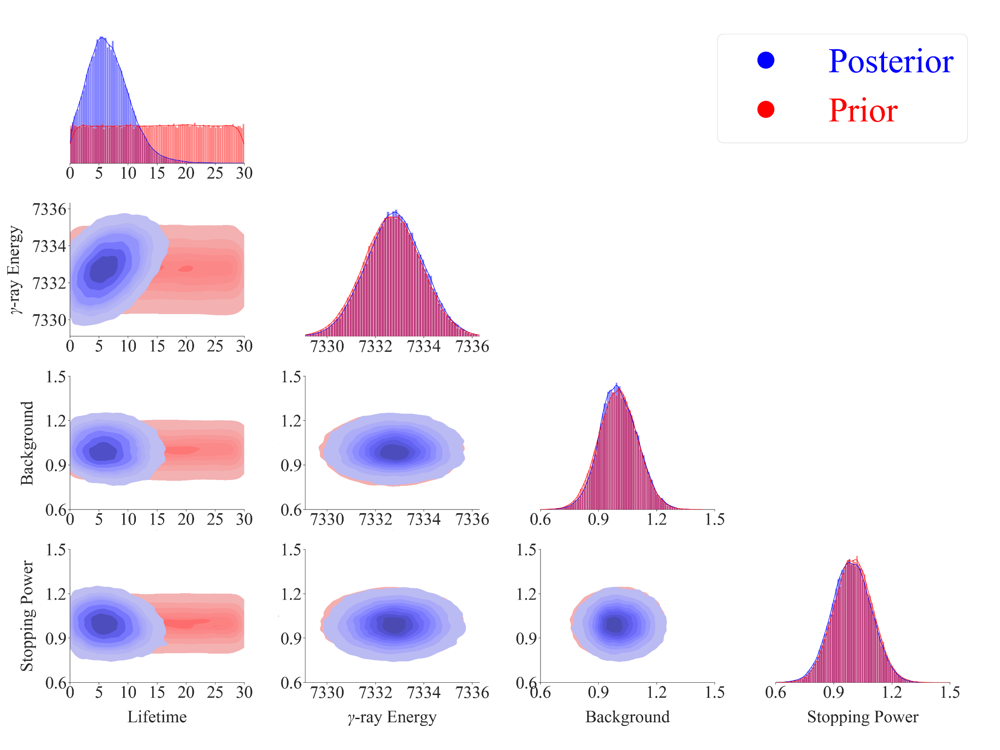 Posterior
Prior
0 5 10 15 20 25 30
7336
7334
7332
7330
γ-ray Energy
0 5 10 15 20 25 30
7330 7332 7334 7336
1.5 1.5
1.2 1.2
0.9 0.9
0.6 0.6
Background
0 5 10 15 20 25 30
7330 7332 7334 7336
0.6 0.9 1.2 1.5
1.5 1.5 1.5
1.2 1.2 1.2
0.9 0.9 0.9
0.6 0.6 0.6
Stopping Power
0 5 10 15 20 25 30
7330 7332 7334 7336
0.6 0.9 1.2 1.5
0.6 0.9 1.2 1.5
Lifetime
γ-ray Energy
Background
Stopping Power